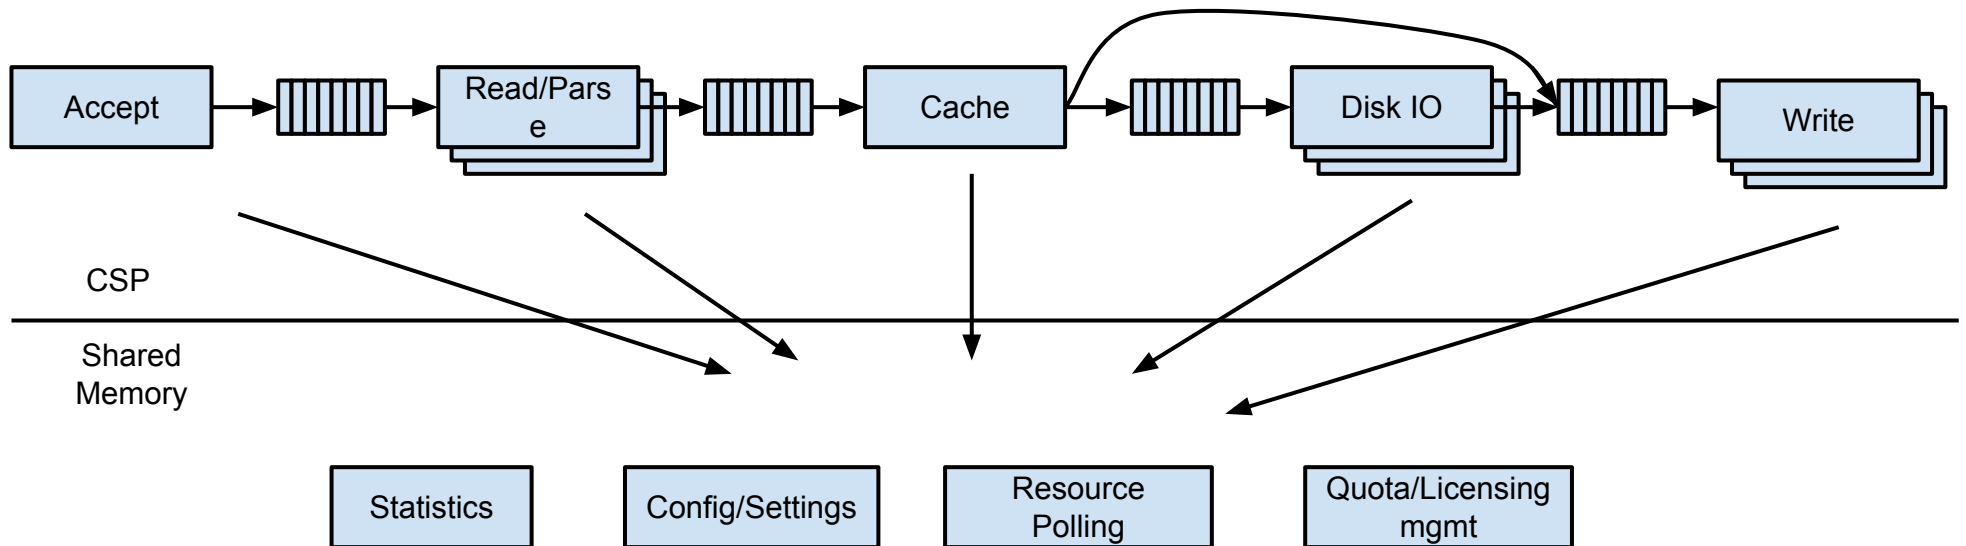 Accept
Read/Pars
e
Cache
Disk IO
Write
CSP
Shared
Memory
Statistics
Config/Settings
Resource
Polling
Quota/Licensing
mgmt